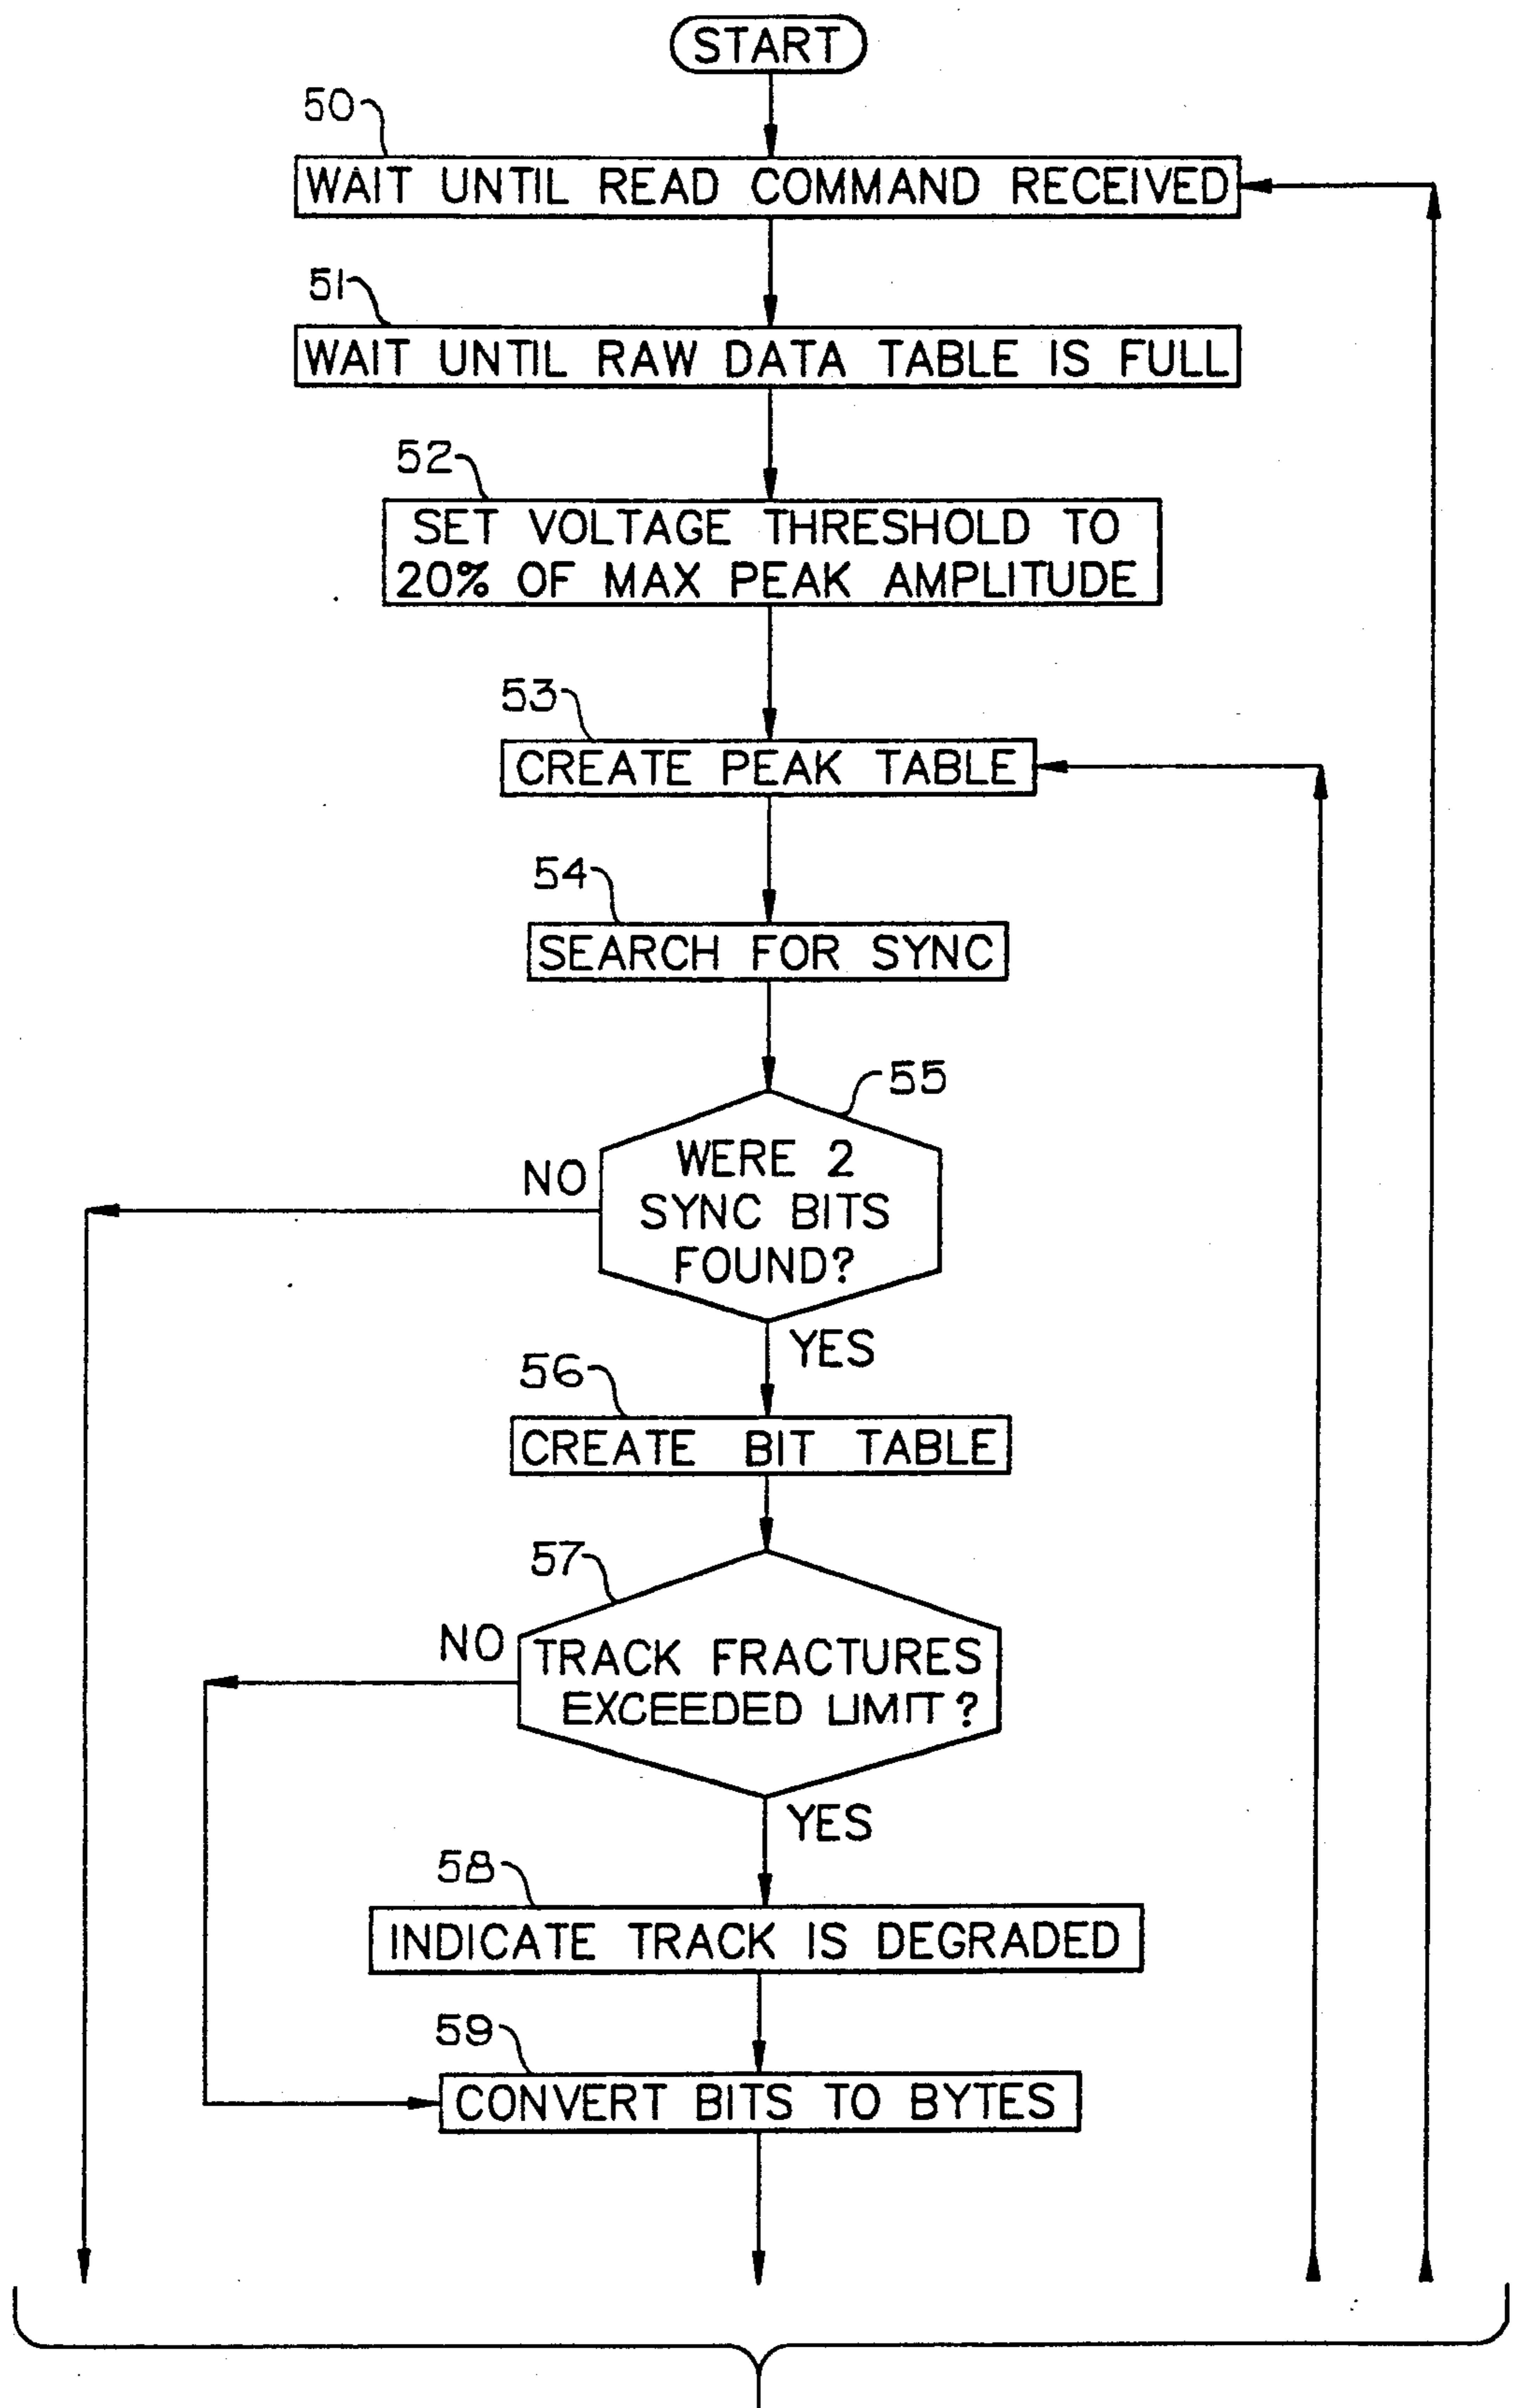 START
50
WAIT UNTIL READ COMMAND RECEIVED
51
WAIT UNTIL RAW DATA TABLE IS FULL
52
SET VOLTAGE THRESHOLD TO
20% OF MAX PEAK AMPLITUDE
53
CREATE PEAK TABLE
54
SEARCH FOR SYNC
55
WERE 2
SYNC BITS
FOUND?
NO
YES
56
CREATE BIT TABLE
57
TRACK FRACTURES
EXCEEDED LIMIT?
NO
YES
58
INDICATE TRACK IS DEGRADED
59
CONVERT BITS TO BYTES